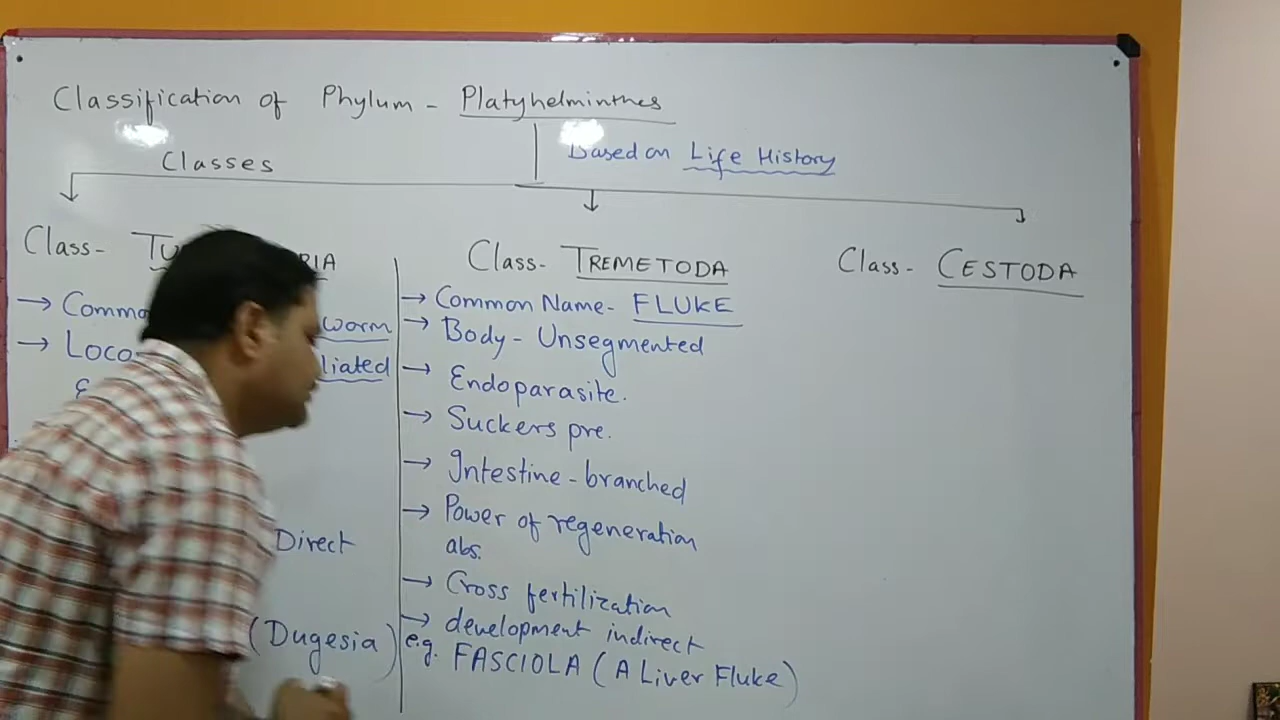 Classification of Phylum - Platyhelminthes
Based on Life History
Classes
Class- Tu RIA
→ Commo worm
→ Loco liated
Direct
(Dugesia)
Class- TREMETODA
→ Common Name- FLUKE
→ Body - Unsegmented
→ Endoparasite.
→ Suckers pre.
→ Intestine - branched
→ Power of regeneration
abs.
→ Cross fertilization
→ development indirect
e.g. FASCIOLA (A Liver Fluke)
Class- CESTODA